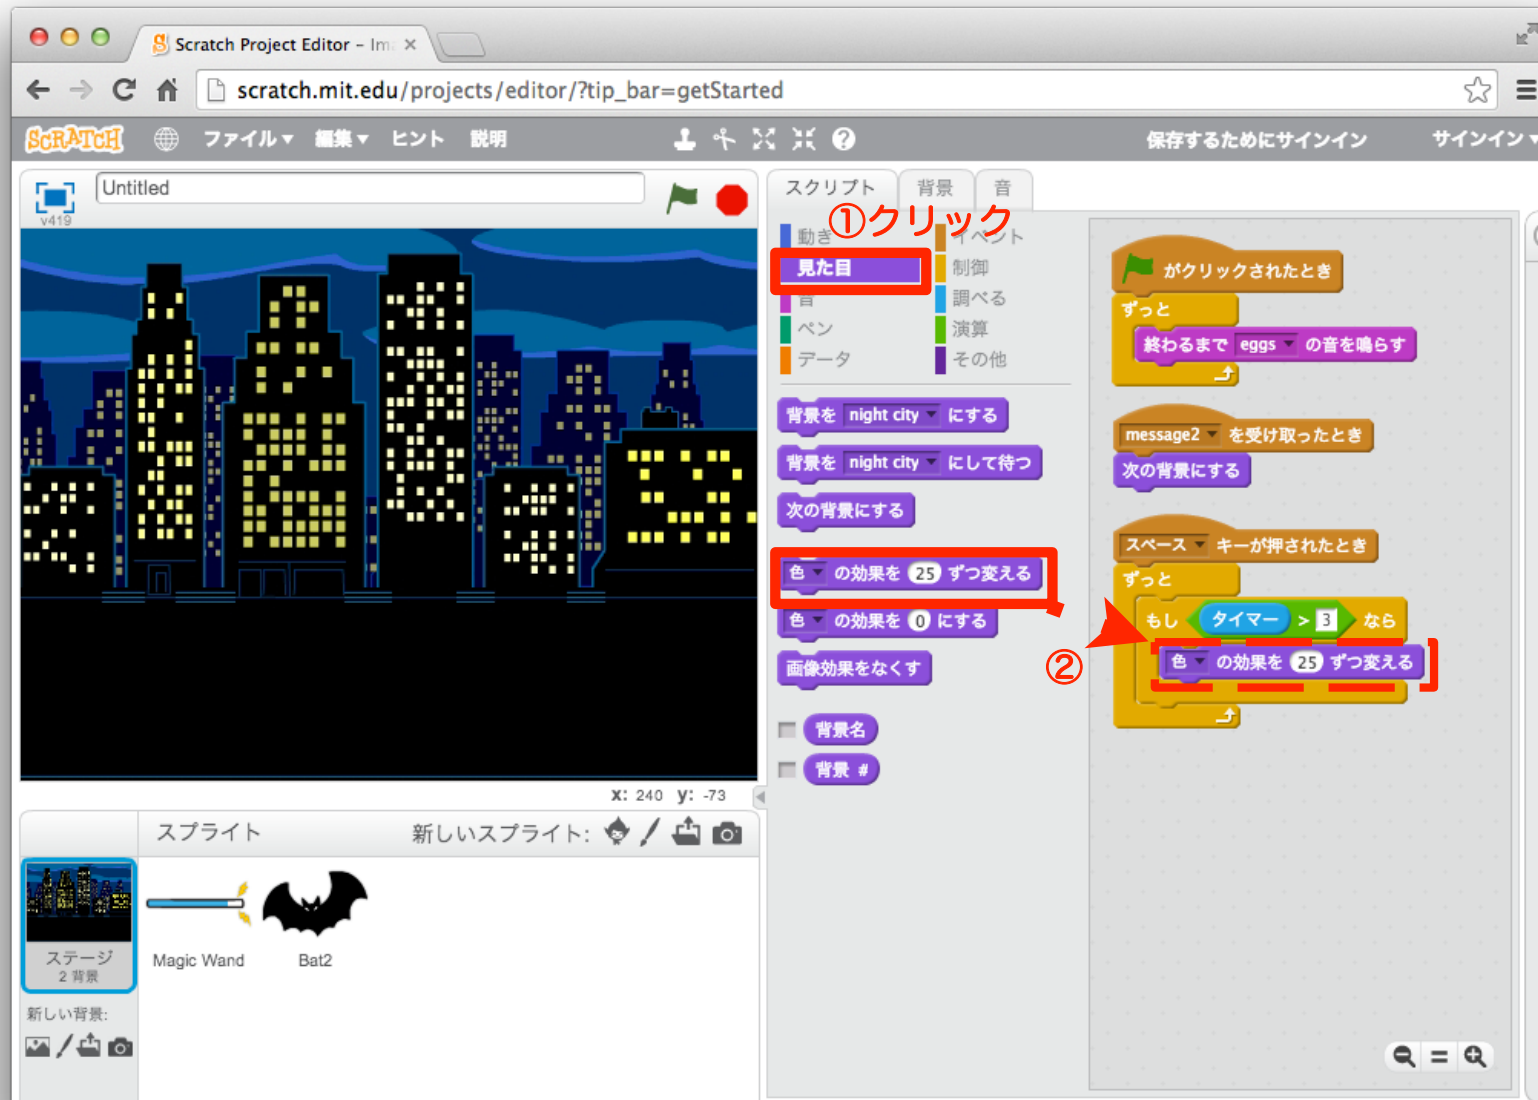 Scratch Project Editor – Im
scratch.mit.edu/projects/editor/?tip_bar=getStarted
SCRATCH ファイル▼ 編集▼ ヒント 説明 保存するためにサインイン サインイン▼
v419
Untitled
スクリプト 背景 音
①クリック
動き イベント
見た目 制御
音 調べる
ペン 演算
データ その他
背景を night city にする
背景を night city にして待つ
次の背景にする
色 の効果を 25 ずつ変える
色 の効果を 0 にする
画像効果をなくす
背景名
背景 #
がクリックされたとき
ずっと
終わるまで eggs の音を鳴らす
message2 を受け取ったとき
次の背景にする
スペース キーが押されたとき
ずっと
もし タイマー > 3 なら
②
色 の効果を 25 ずつ変える
x: 240 y: -73
スプライト 新しいスプライト:
ステージ
2 背景
Magic Wand Bat2
新しい背景: